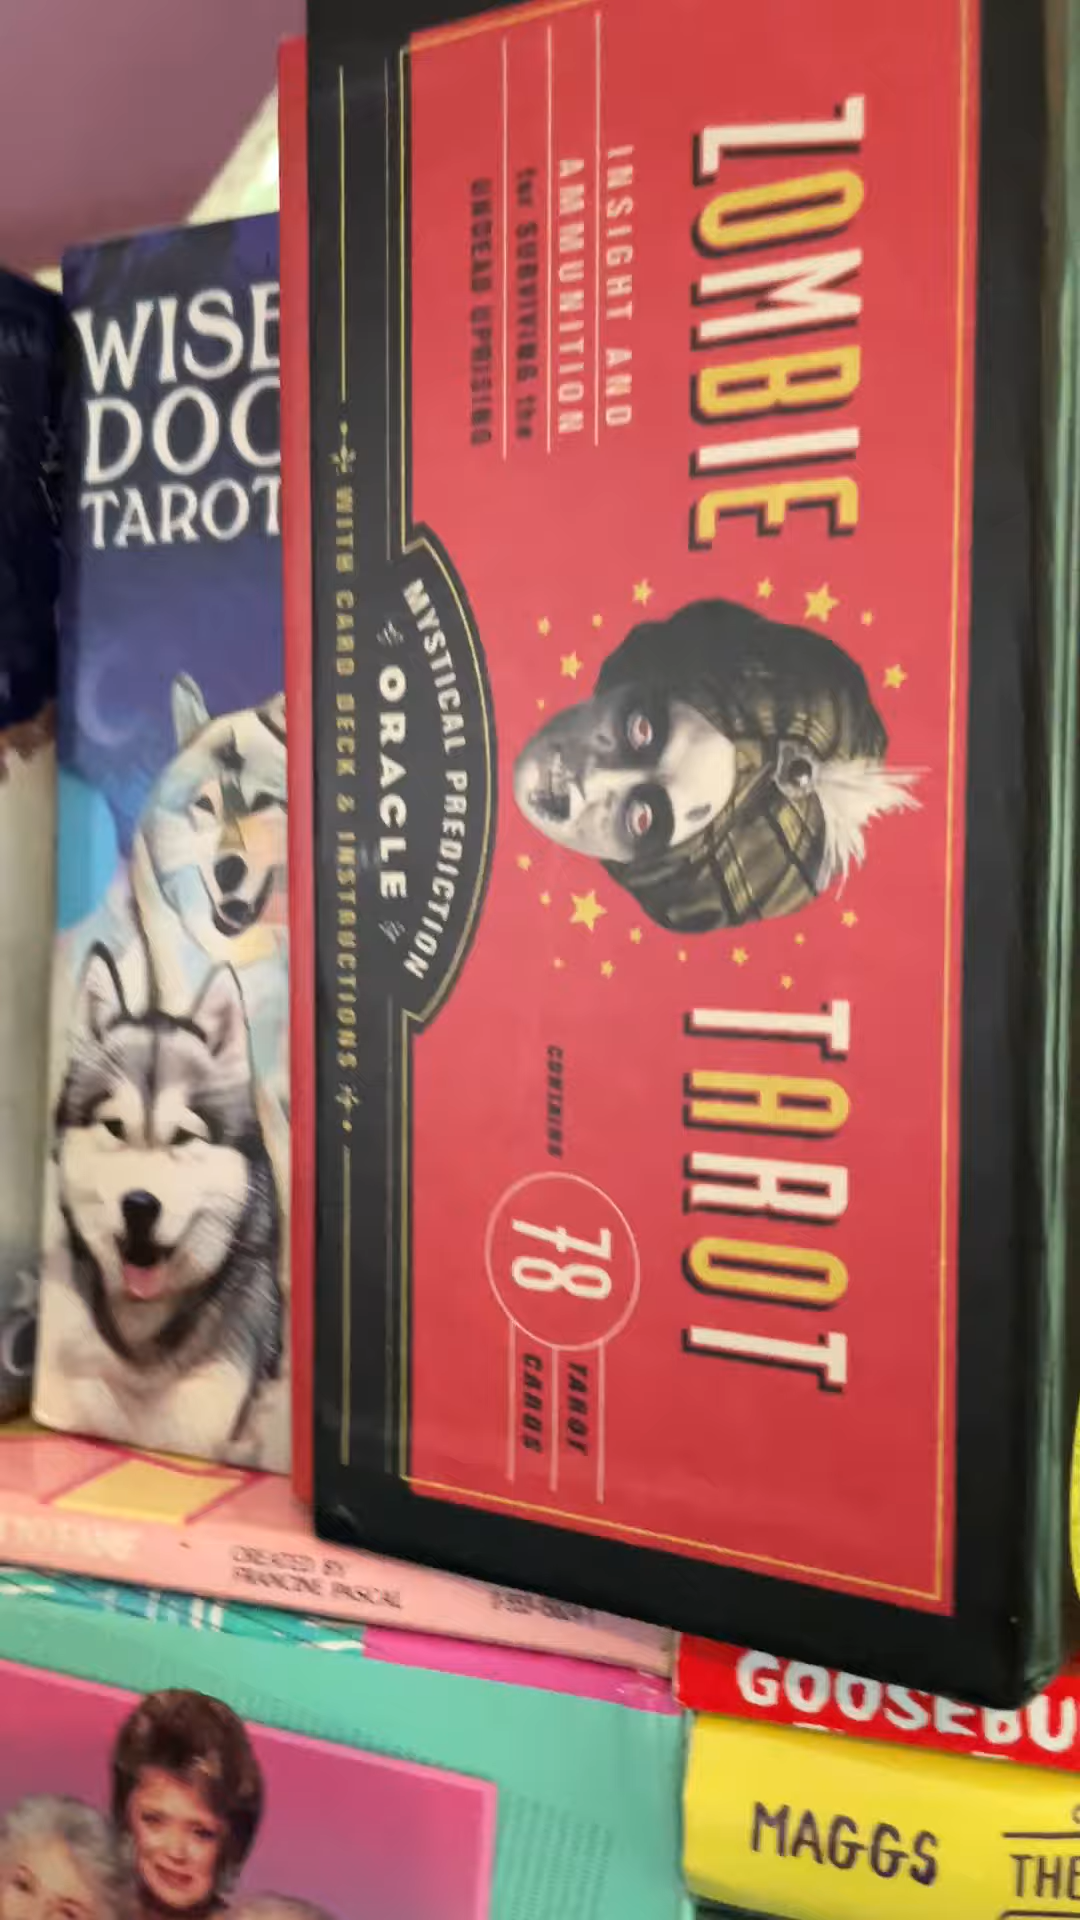 WISE
DOG
TAROT
ZOMBIE TAROT
INSIGHT AND
AMMUNITION
for SURVIVING the
UNDEAD UPRISING
CONTAINS
78
TAROT
CARDS
MYSTICAL PREDICTION
ORACLE
WITH CARD DECK & INSTRUCTIONS
CREATED BY
FRANCINE PASCAL
GOOSEBU
MAGGS
THE